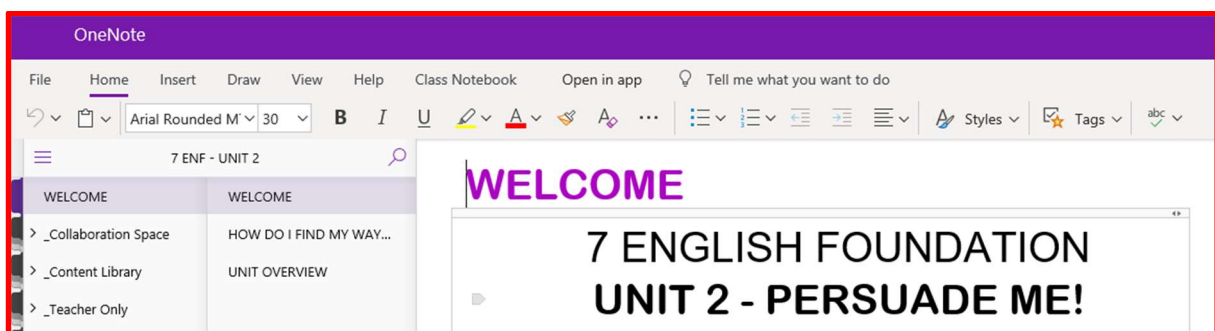 OneNote
File Home Insert Draw View Help Class Notebook Open in app Tell me what you want to do
Arial Rounded M 30 B I U A A ... Styles Tags abc
7 ENF - UNIT 2
WELCOME
WELCOME
_Collaboration Space
HOW DO I FIND MY WAY...
_Content Library
UNIT OVERVIEW
_Teacher Only
WELCOME
7 ENGLISH FOUNDATION
UNIT 2 - PERSUADE ME!